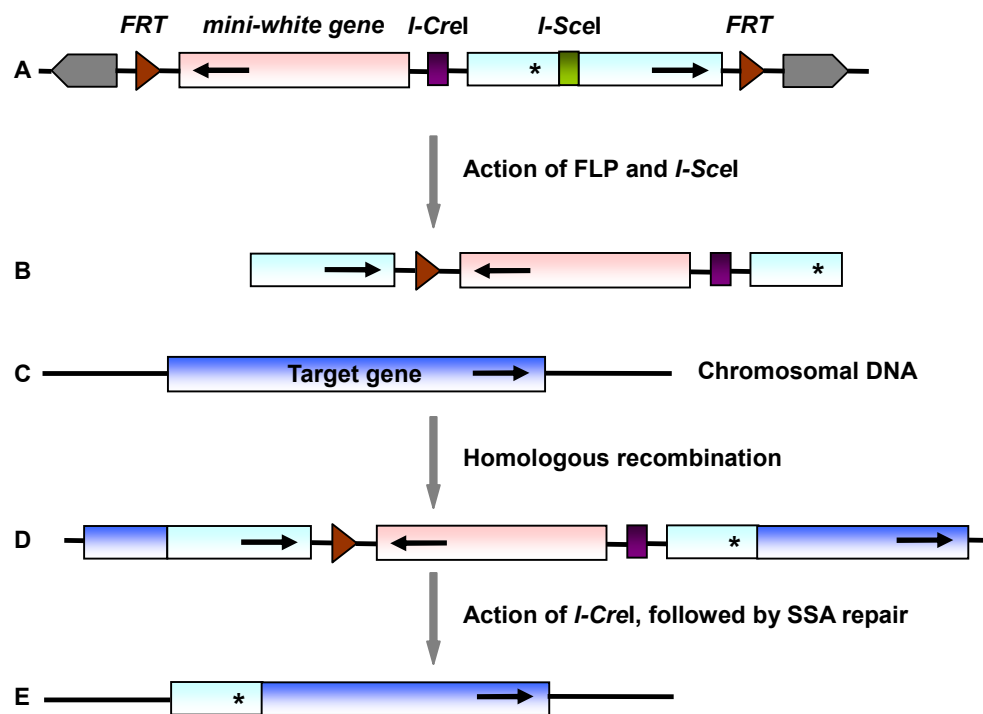 FRT mini-white gene I-CreI I-SceI FRT
A *
Action of FLP and I-SceI
B *
C Target gene Chromosomal DNA
Homologous recombination
D *
Action of I-CreI, followed by SSA repair
E *